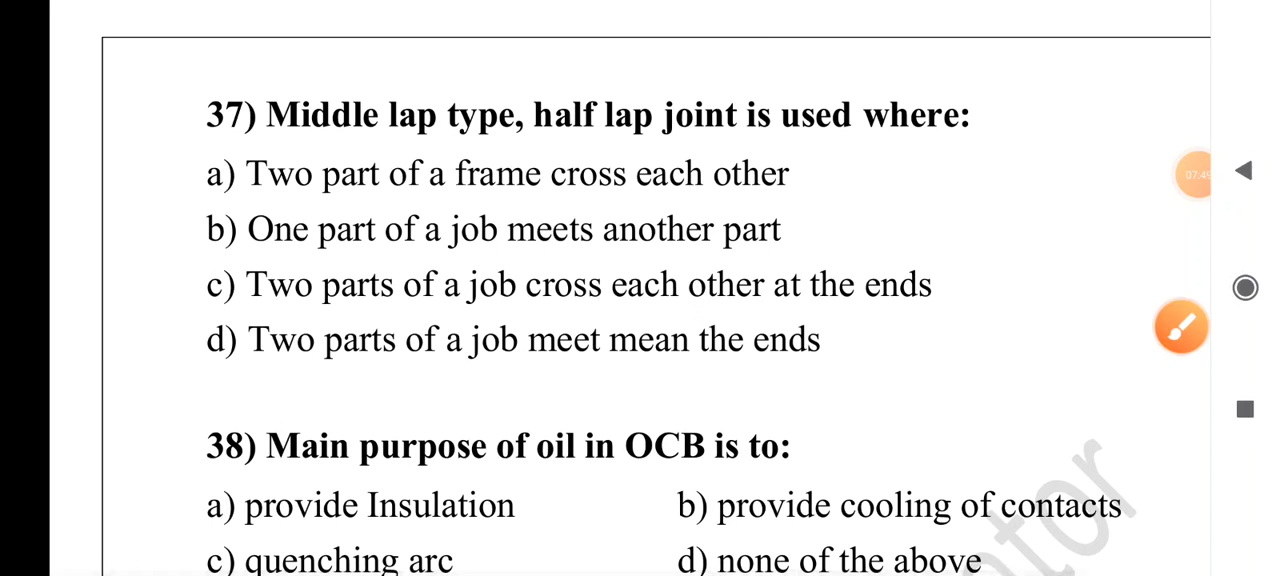 37) Middle lap type, half lap joint is used where:
a) Two part of a frame cross each other
b) One part of a job meets another part
c) Two parts of a job cross each other at the ends
d) Two parts of a job meet mean the ends
07:49
38) Main purpose of oil in OCB is to:
a) provide Insulation b) provide cooling of contacts
c) quenching arc d) none of the above